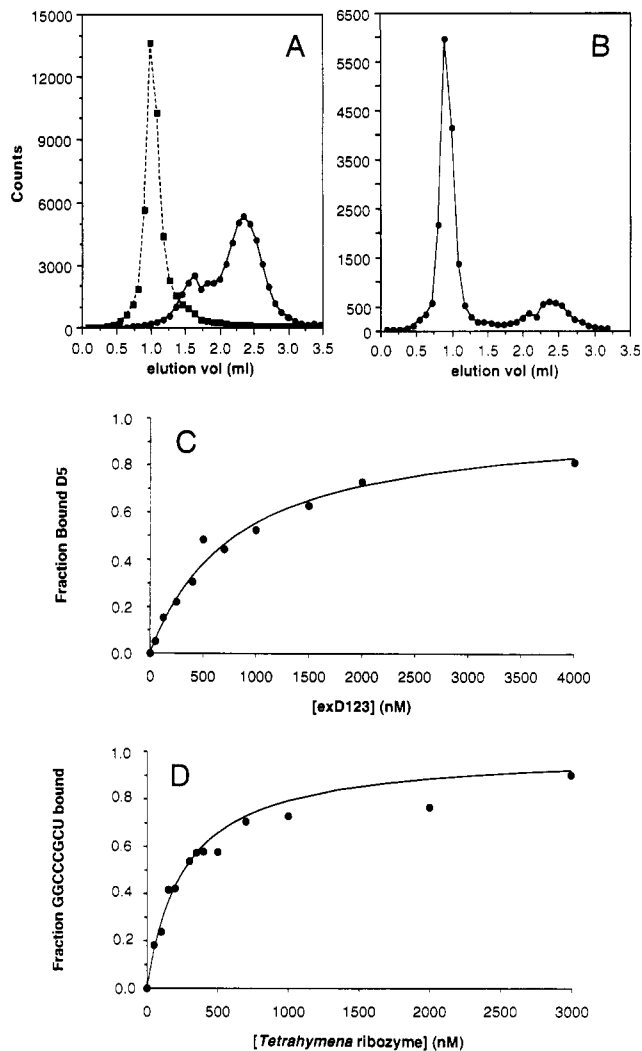 A
15000
12000
9000
6000
3000
0
Counts
0.0 0.5 1.0 1.5 2.0 2.5 3.0 3.5
elution vol (ml)
B
6500
5500
4500
3500
2500
1500
500
0
0.0 0.5 1.0 1.5 2.0 2.5 3.0 3.5
elution vol (ml)
C
1.0
0.8
0.6
0.4
0.2
0.0
Fraction Bound D5
0 500 1000 1500 2000 2500 3000 3500 4000
[exD123] (nM)
D
1.0
0.8
0.6
0.4
0.2
0.0
Fraction GGCCCGCU bound
0 500 1000 1500 2000 2500 3000
[Tetrahymena ribozyme] (nM)